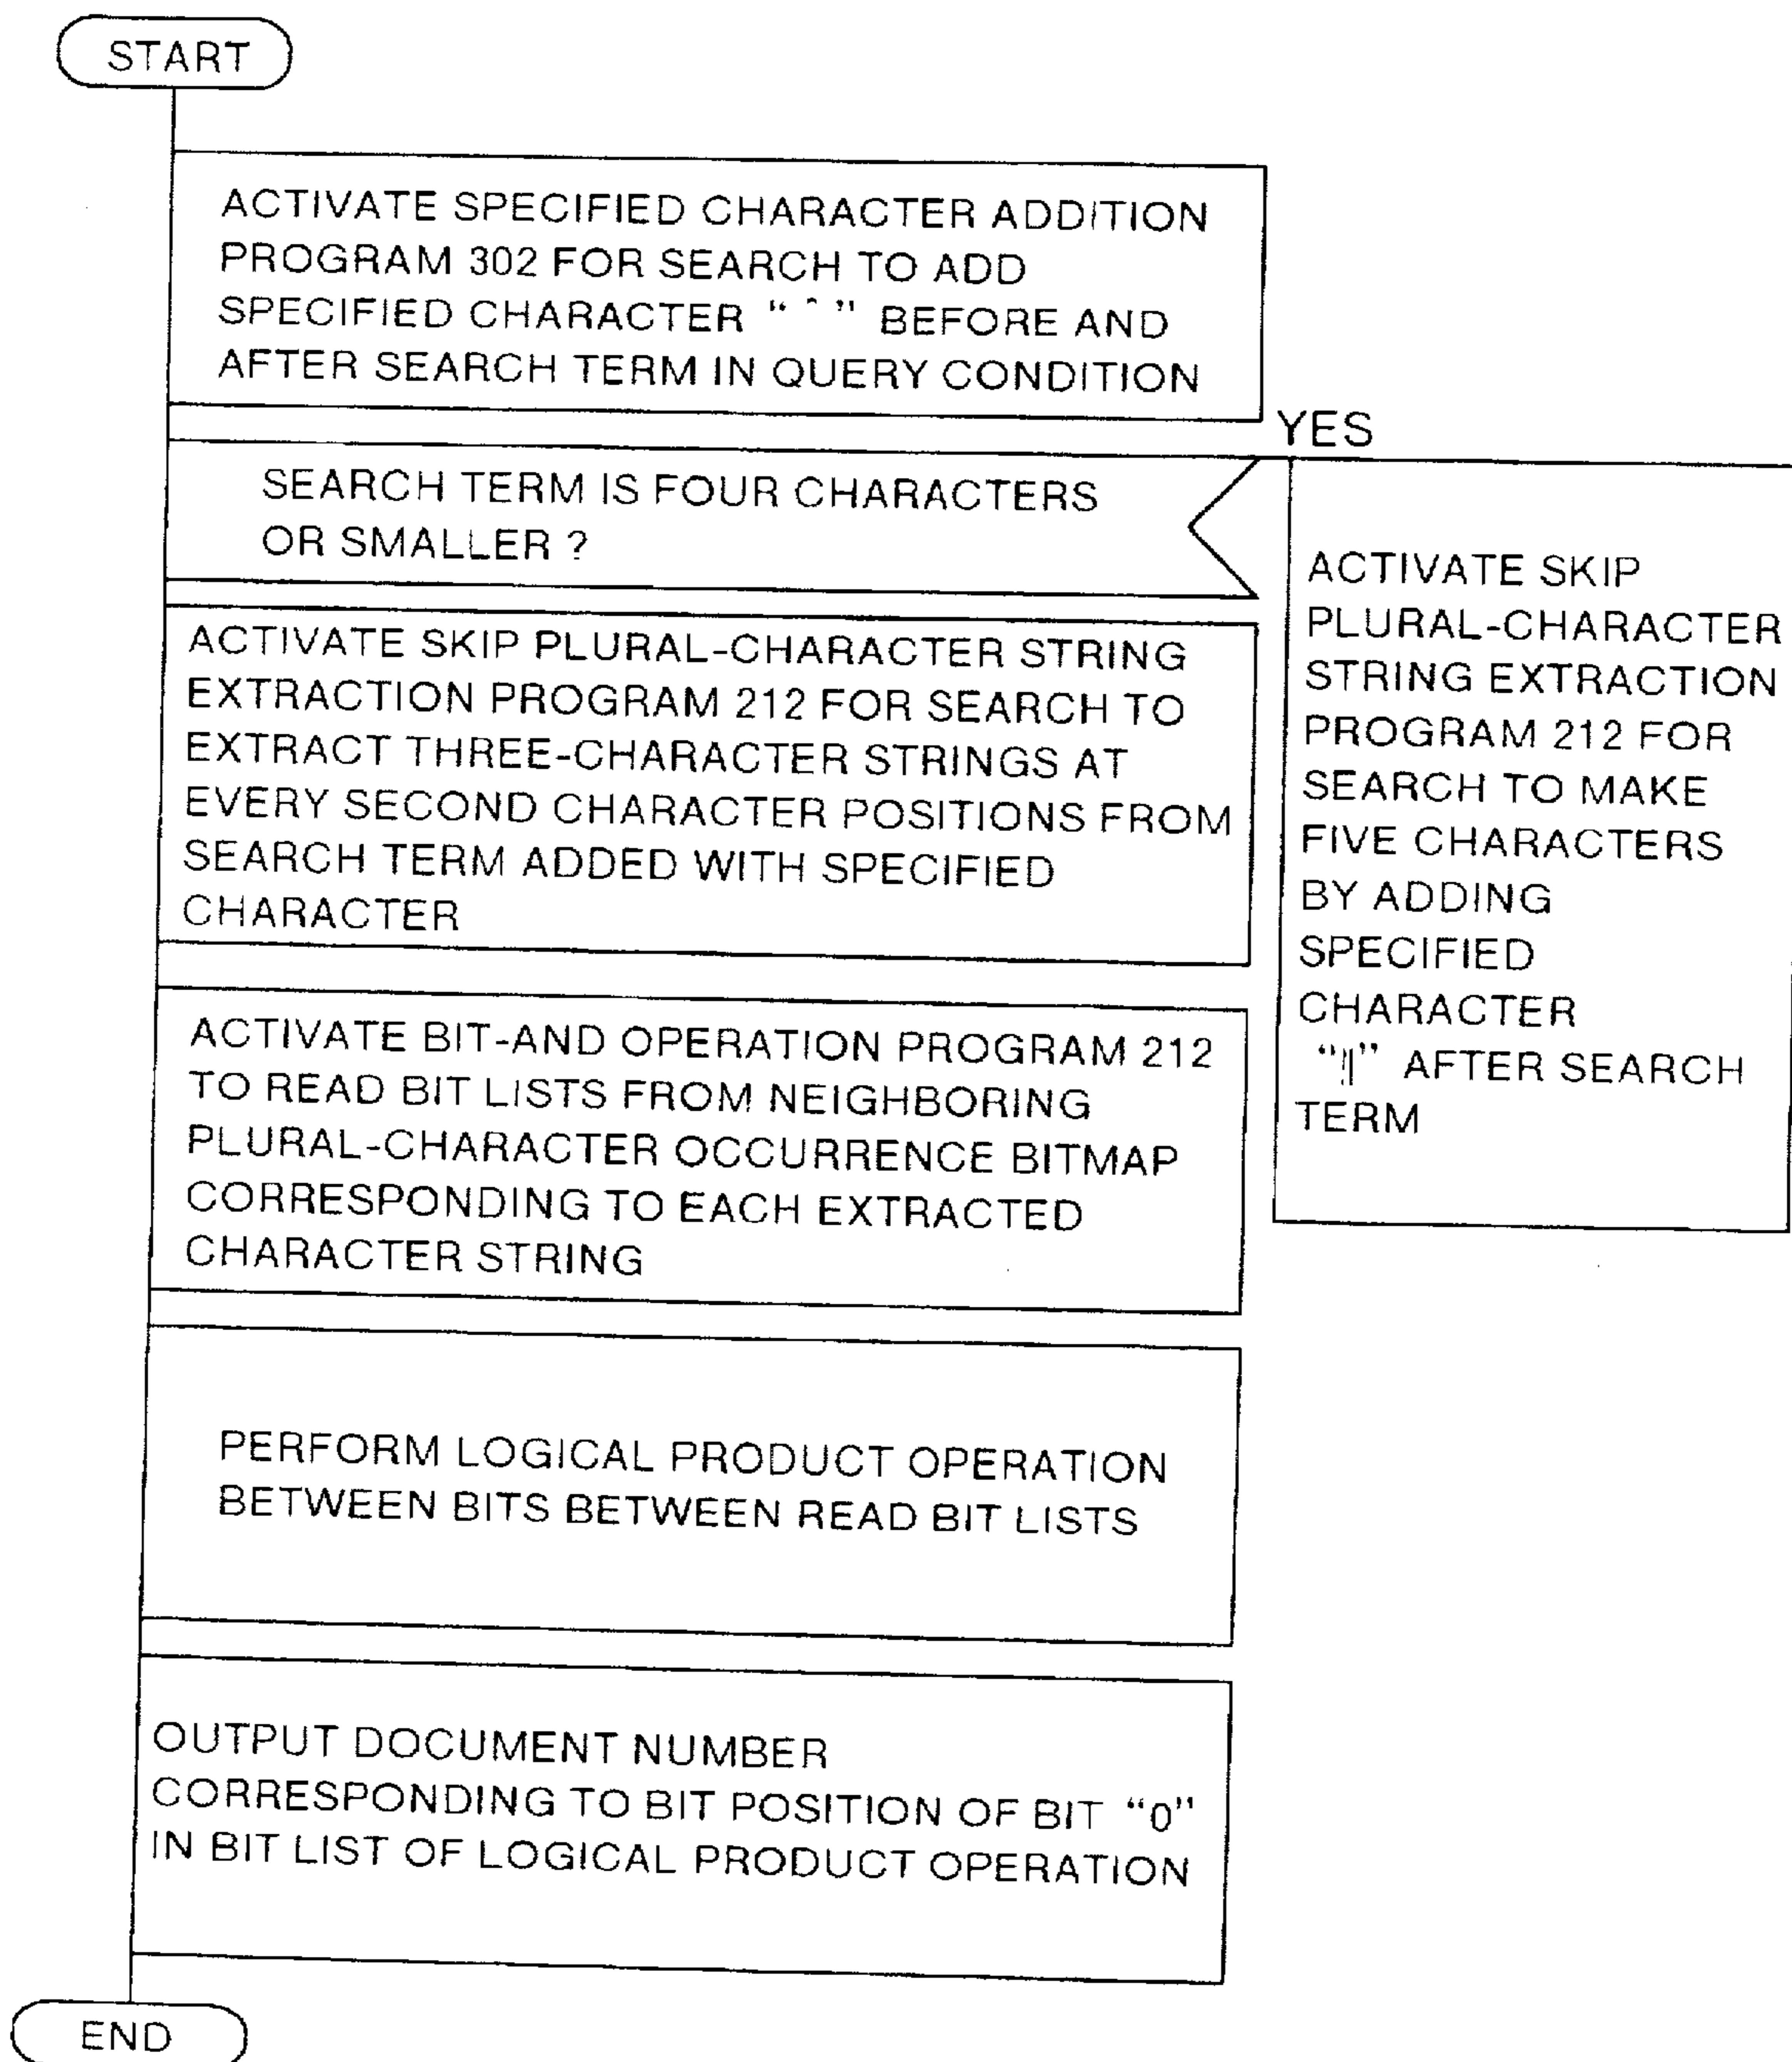 START
ACTIVATE SPECIFIED CHARACTER ADDITION
PROGRAM 302 FOR SEARCH TO ADD
SPECIFIED CHARACTER “ ˆ ” BEFORE AND
AFTER SEARCH TERM IN QUERY CONDITION
YES
SEARCH TERM IS FOUR CHARACTERS
OR SMALLER ?
ACTIVATE SKIP
PLURAL-CHARACTER
STRING EXTRACTION
PROGRAM 212 FOR
SEARCH TO MAKE
FIVE CHARACTERS
BY ADDING
SPECIFIED
CHARACTER
AFTER SEARCH
TERM
ACTIVATE SKIP PLURAL-CHARACTER STRING
EXTRACTION PROGRAM 212 FOR SEARCH TO
EXTRACT THREE-CHARACTER STRINGS AT
EVERY SECOND CHARACTER POSITIONS FROM
SEARCH TERM ADDED WITH SPECIFIED
CHARACTER
ACTIVATE BIT-AND OPERATION PROGRAM 212
TO READ BIT LISTS FROM NEIGHBORING
PLURAL-CHARACTER OCCURRENCE BITMAP
CORRESPONDING TO EACH EXTRACTED
CHARACTER STRING
PERFORM LOGICAL PRODUCT OPERATION
BETWEEN BITS BETWEEN READ BIT LISTS
OUTPUT DOCUMENT NUMBER
CORRESPONDING TO BIT POSITION OF BIT “0”
IN BIT LIST OF LOGICAL PRODUCT OPERATION
END